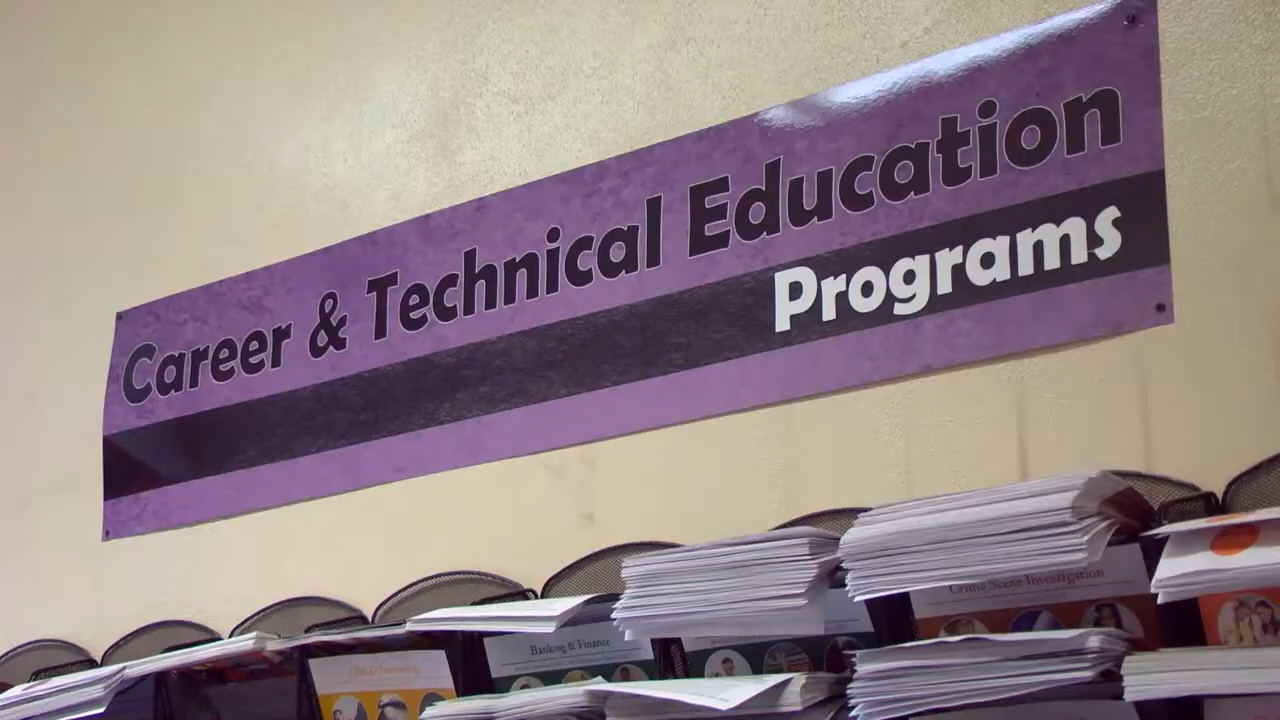 Career & Technical Education
Programs
Crime Scene Investigation
Banking & Finance